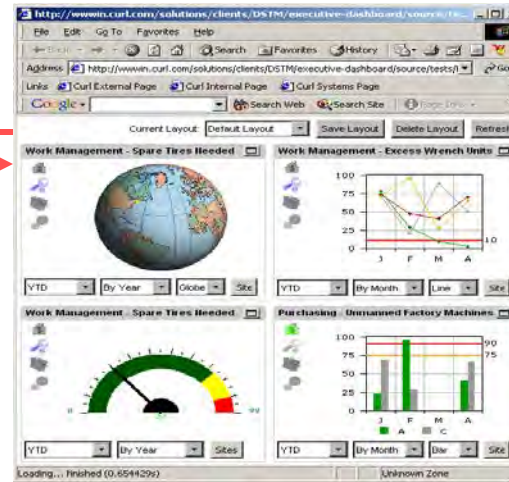 http://wwwin.curl.com/solutions/clients/DSTM/executive-dashboard/source/te...
File Edit Go To Favorites Help
Search Favorites History
Address http://wwwin.curl.com/solutions/clients/DSTM/executive-dashboard/source/tests/l Go
Links Curl External Page Curl Internal Page Curl Systems Page
Google Search Web Search Site
Current Layout: Default Layout Save Layout Delete Layout Refresh
Work Management - Spare Tires Needed
Work Management - Excess Wrench Units
100
75
50
25
0
10
J F M A
YTD By Year Globe Site
YTD By Month Line Site
Work Management - Spare Tires Needed
Purchasing - Unmanned Factory Machines
0 99
100
75
50
25
0
90
75
J F M A
A C
YTD By Year Sites
YTD By Month Bar Site
Loading... Finished (0.654429s) Unknown Zone